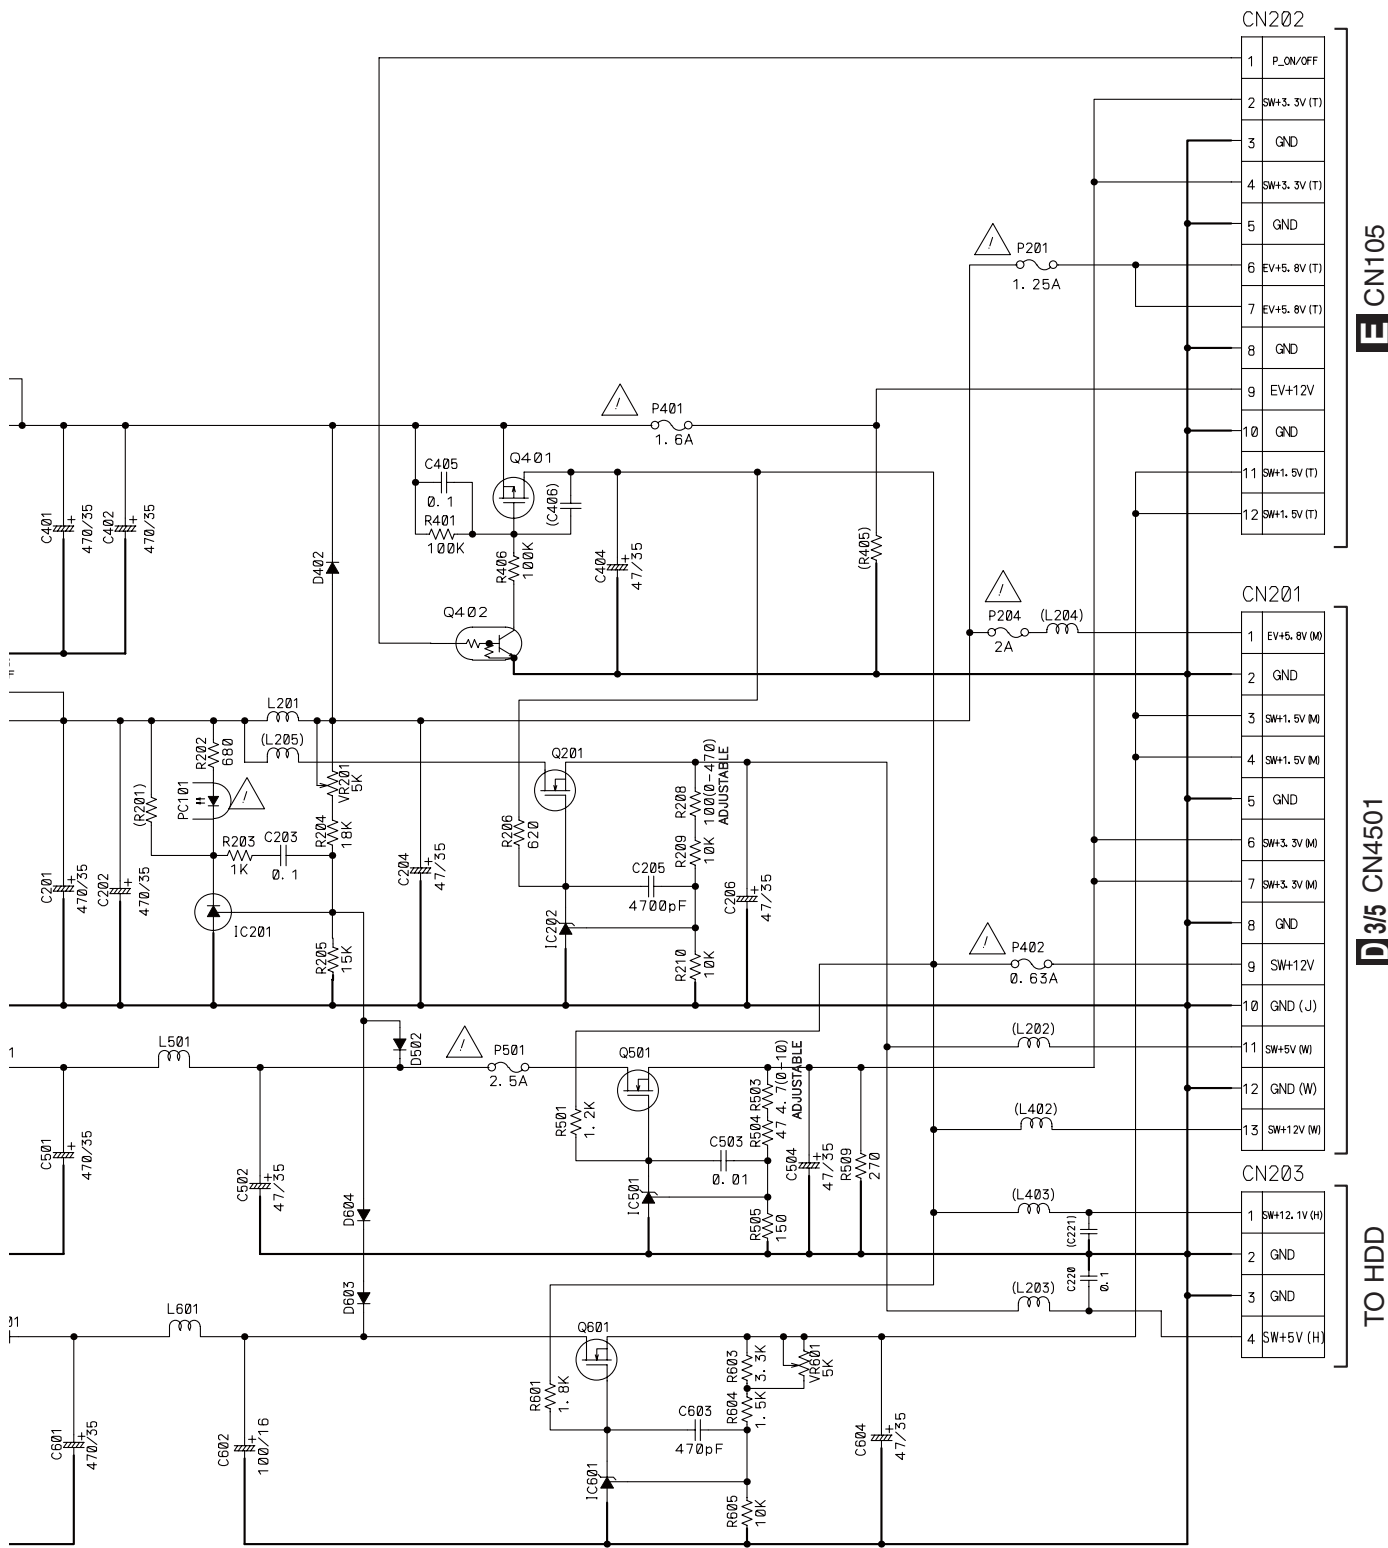 CN202
1 P_ON/OFF
2 SW+3.3V(T)
3 GND
4 SW+3.3V(T)
5 GND
6 EV+5.8V(T)
7 EV+5.8V(T)
8 GND
9 EV+12V
10 GND
11 SW+1.5V(T)
12 SW+1.5V(T)
E CN105
P201
1.25A
P401
1.6A
C401
470/35
C402
470/35
D402
C405
0.1
R401
100K
Q401
(C406)
R406
100K
C404
47/35
(R405)
Q402
P204
2A
(L204)
CN201
1 EV+5.8V(M)
2 GND
3 SW+1.5V(M)
4 SW+1.5V(M)
5 GND
6 SW+3.3V(M)
7 SW+3.3V(M)
8 GND
9 SW+12V
10 GND(J)
11 SW+5V(W)
12 GND(W)
13 SW+12V(W)
D 3/5 CN4501
L201
(L205)
R202
680
PC101
(R201)
VR201
5K
R204
18K
R203
1K
C203
0.1
C201
470/35
C202
470/35
IC201
R205
15K
C204
47/35
Q201
R206
620
R208
100(0-470)
ADJUSTABLE
R209
10K
C205
4700pF
C206
47/35
IC202
R210
10K
P402
0.63A
1
L501
D502
P501
2.5A
Q501
R501
1.2K
R503
4.7(0-10)
ADJUSTABLE
R504
47
C503
0.01
C504
47/35
R509
270
(L202)
(L402)
C501
470/35
C502
47/35
D604
IC501
R505
150
CN203
1 SW+12.1V(H)
2 GND
3 GND
4 SW+5V(H)
TO HDD
(L403)
(C221)
C220
0.1
(L203)
D603
01
L601
Q601
R601
1.8K
R603
3.3K
VR601
5K
R604
1.5K
C603
470pF
C601
470/35
C602
100/16
IC601
R605
10K
C604
47/35